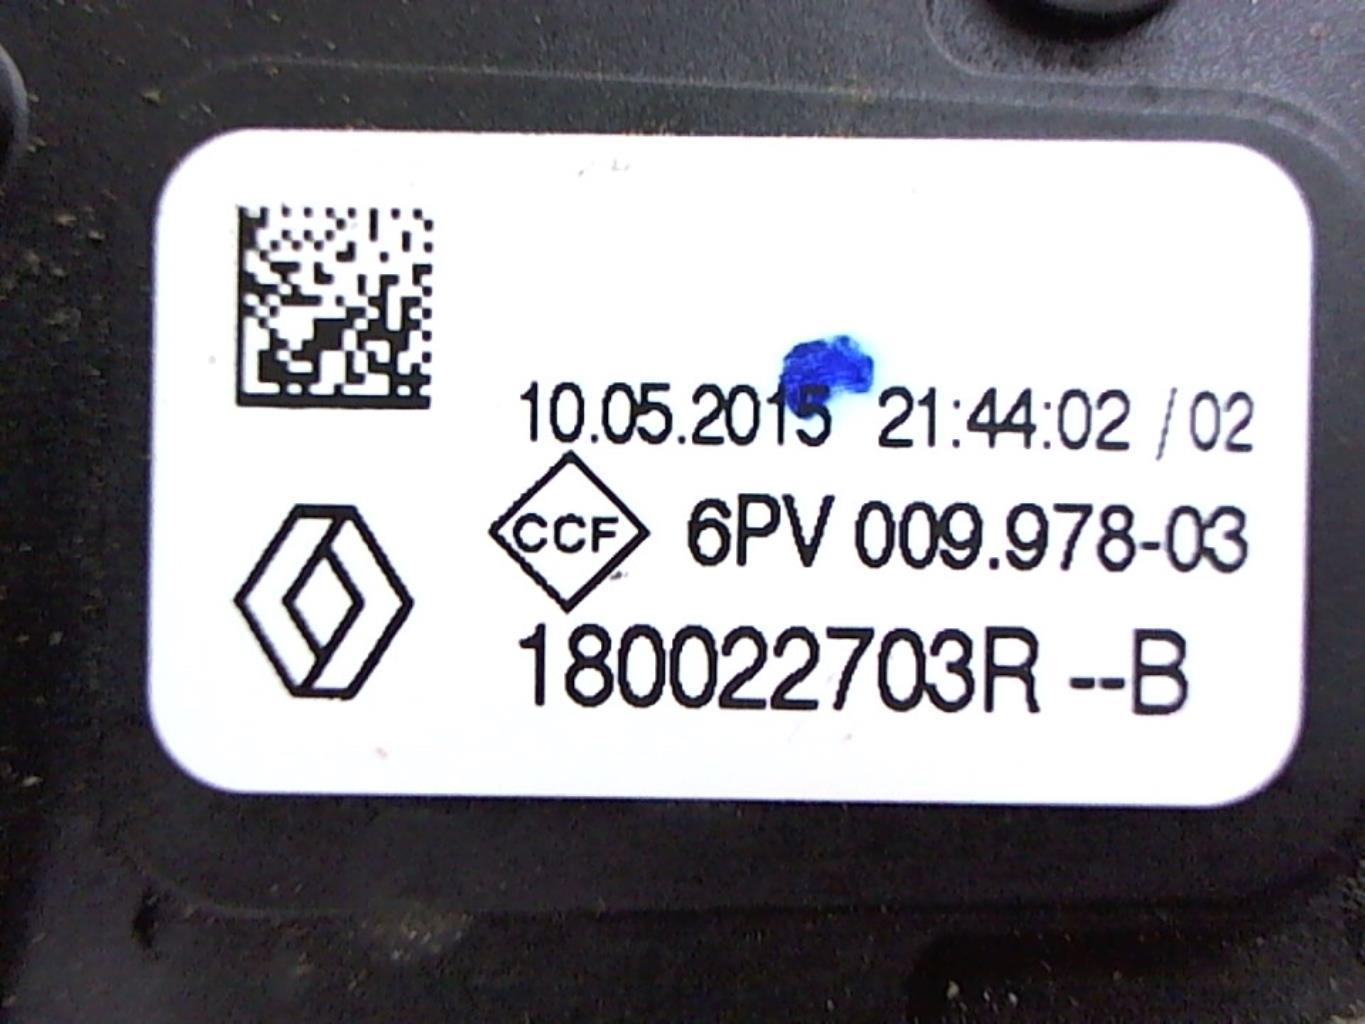 10.05.2015 21:44:02 / 02
CCF 6PV 009.978-03
180022703R --B